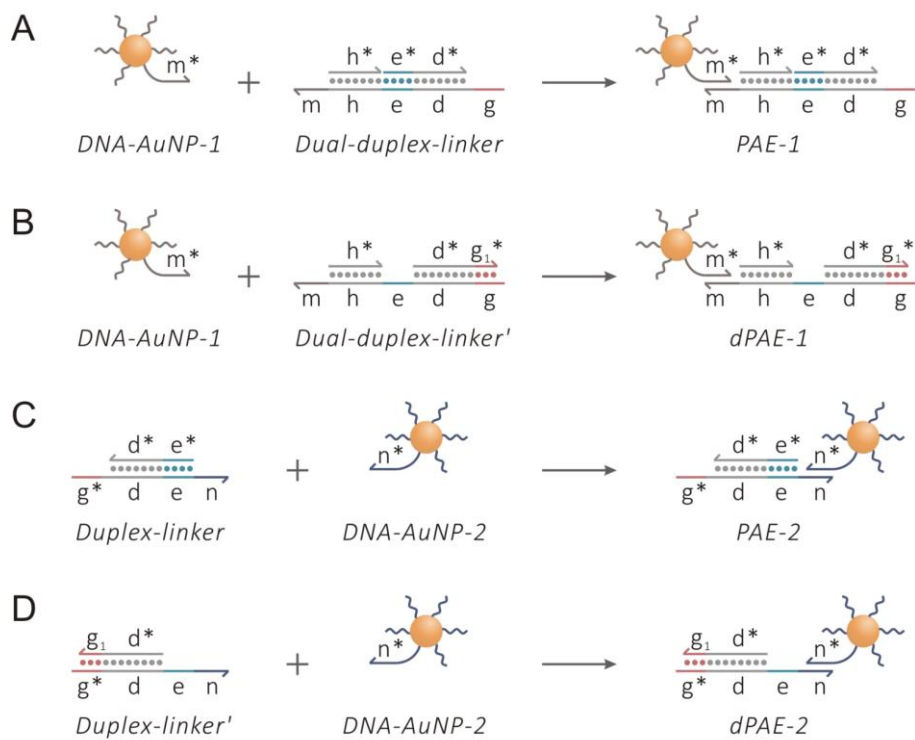 A
h* e* d*
m*
m*
m h e d g
m h e d g
DNA-AuNP-1 + Dual-duplex-linker PAE-1
B
h* d* g₁*
m*
h* d* g₁*
m*
m h e d g
m h e d g
DNA-AuNP-1 + Dual-duplex-linker' dPAE-1
C
d* e*
n*
d* e*
n*
g* d e n
g* d e n
Duplex-linker + DNA-AuNP-2 PAE-2
D
g₁ d*
n*
g₁ d*
n*
g* d e n
g* d e n
Duplex-linker' + DNA-AuNP-2 dPAE-2